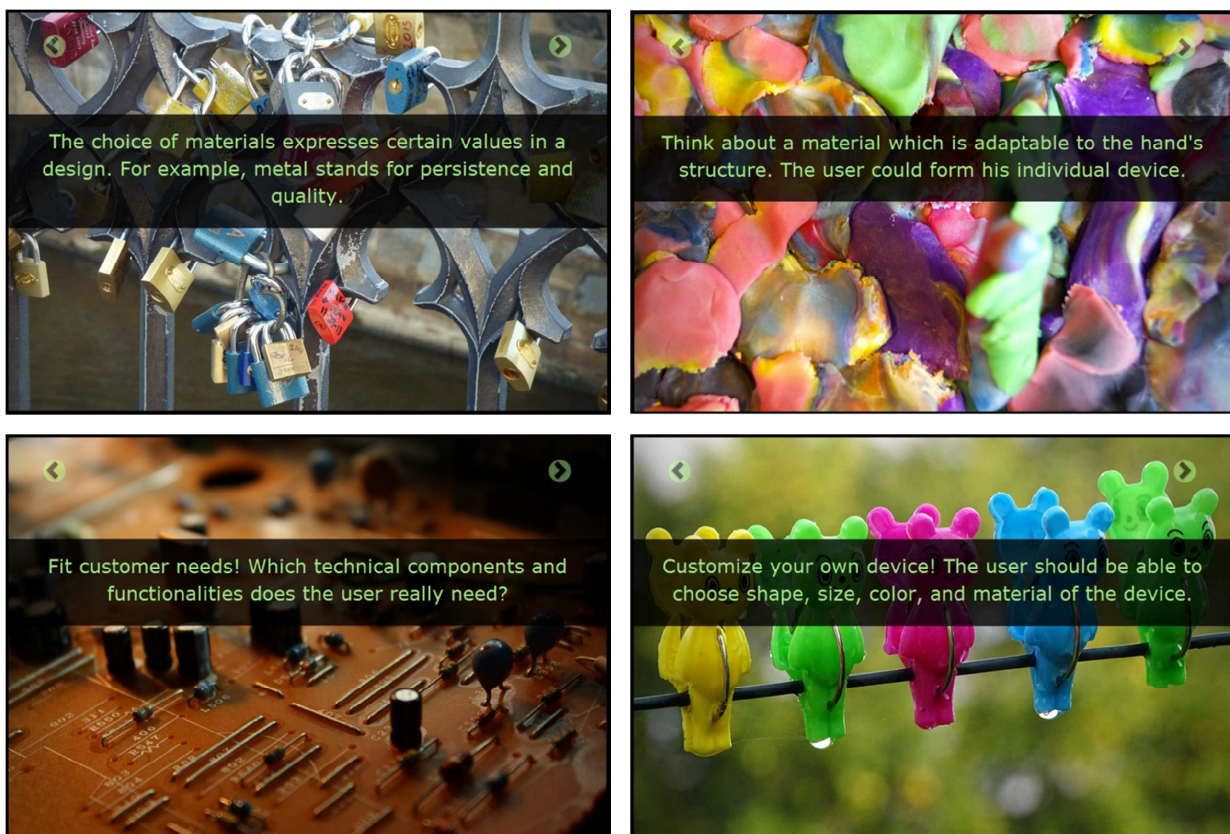 The choice of materials expresses certain values in a
design. For example, metal stands for persistence and
quality.
Think about a material which is adaptable to the hand's
structure. The user could form his individual device.
Fit customer needs! Which technical components and
functionalities does the user really need?
Customize your own device! The user should be able to
choose shape, size, color, and material of the device.